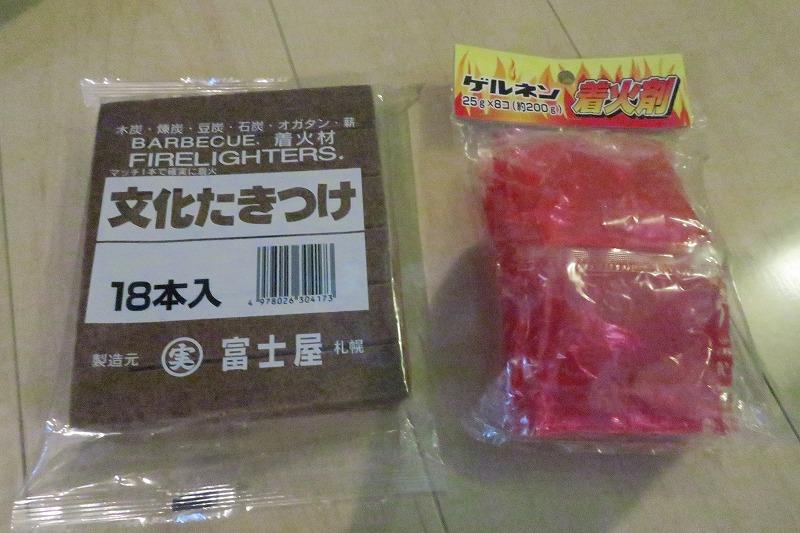 木炭・煉炭・豆炭・石炭・オガタン・薪
BARBECUE. 着火材
FIRELIGHTERS.
マッチ1本で確実に着火
文化たきつけ
18本入
4 978026 304173
製造元 実 富士屋 札幌
ゲルネン
25g×8コ(約200g)
着火剤